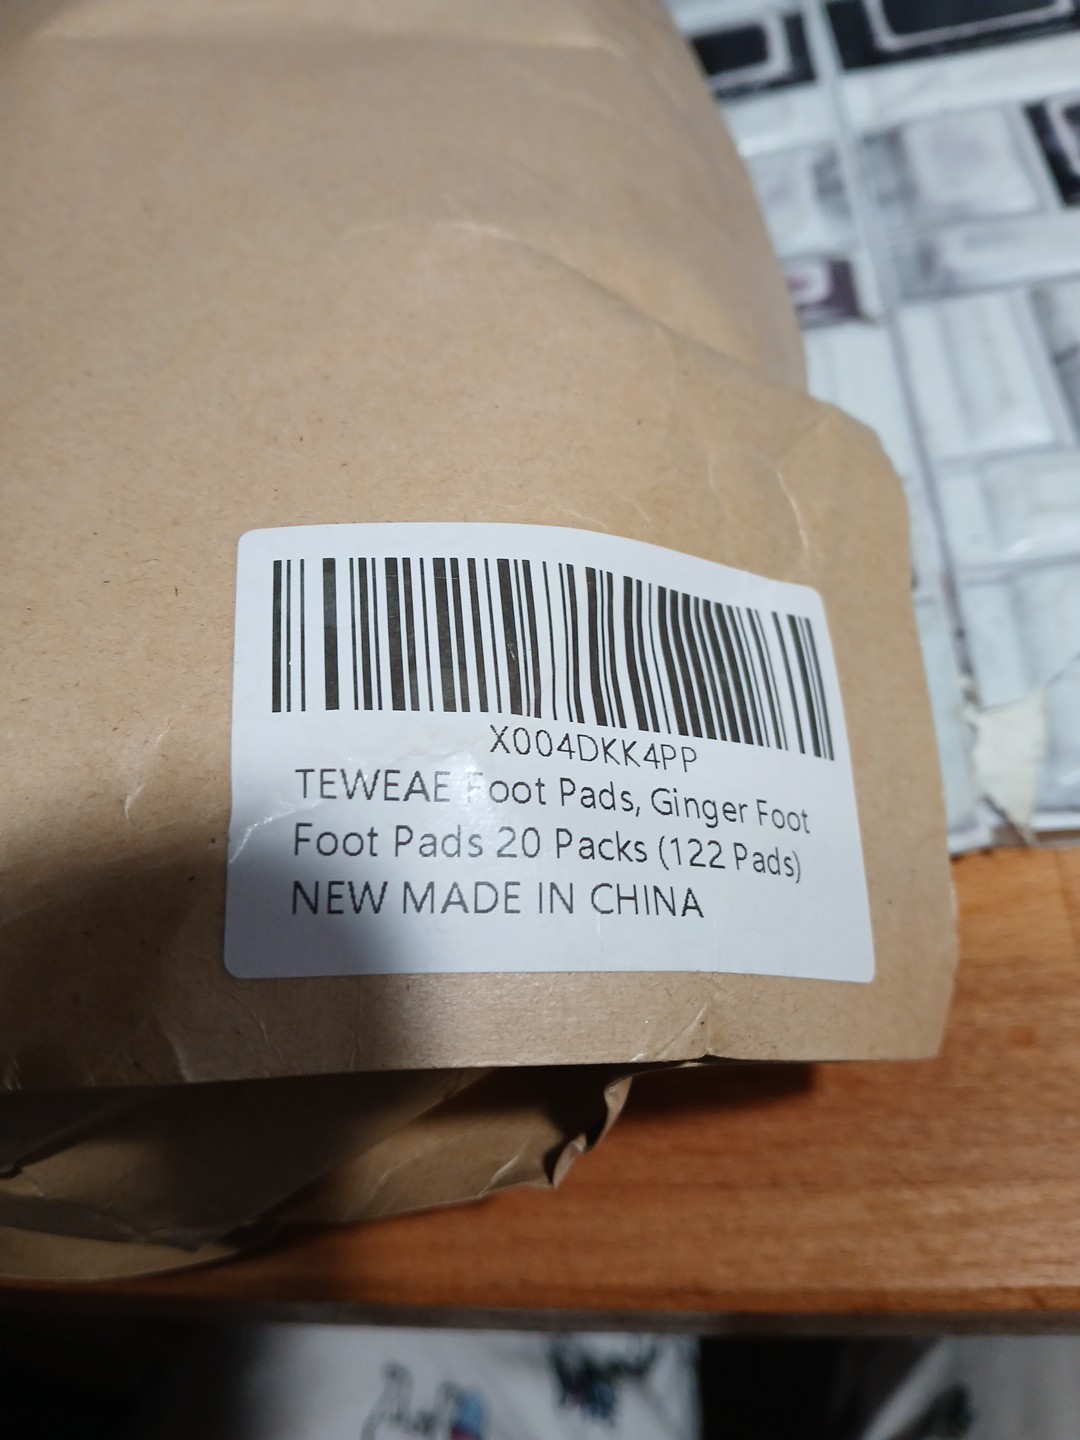 X004DKK4PP
TEWEAE Foot Pads, Ginger Foot
Foot Pads 20 Packs (122 Pads)
NEW MADE IN CHINA